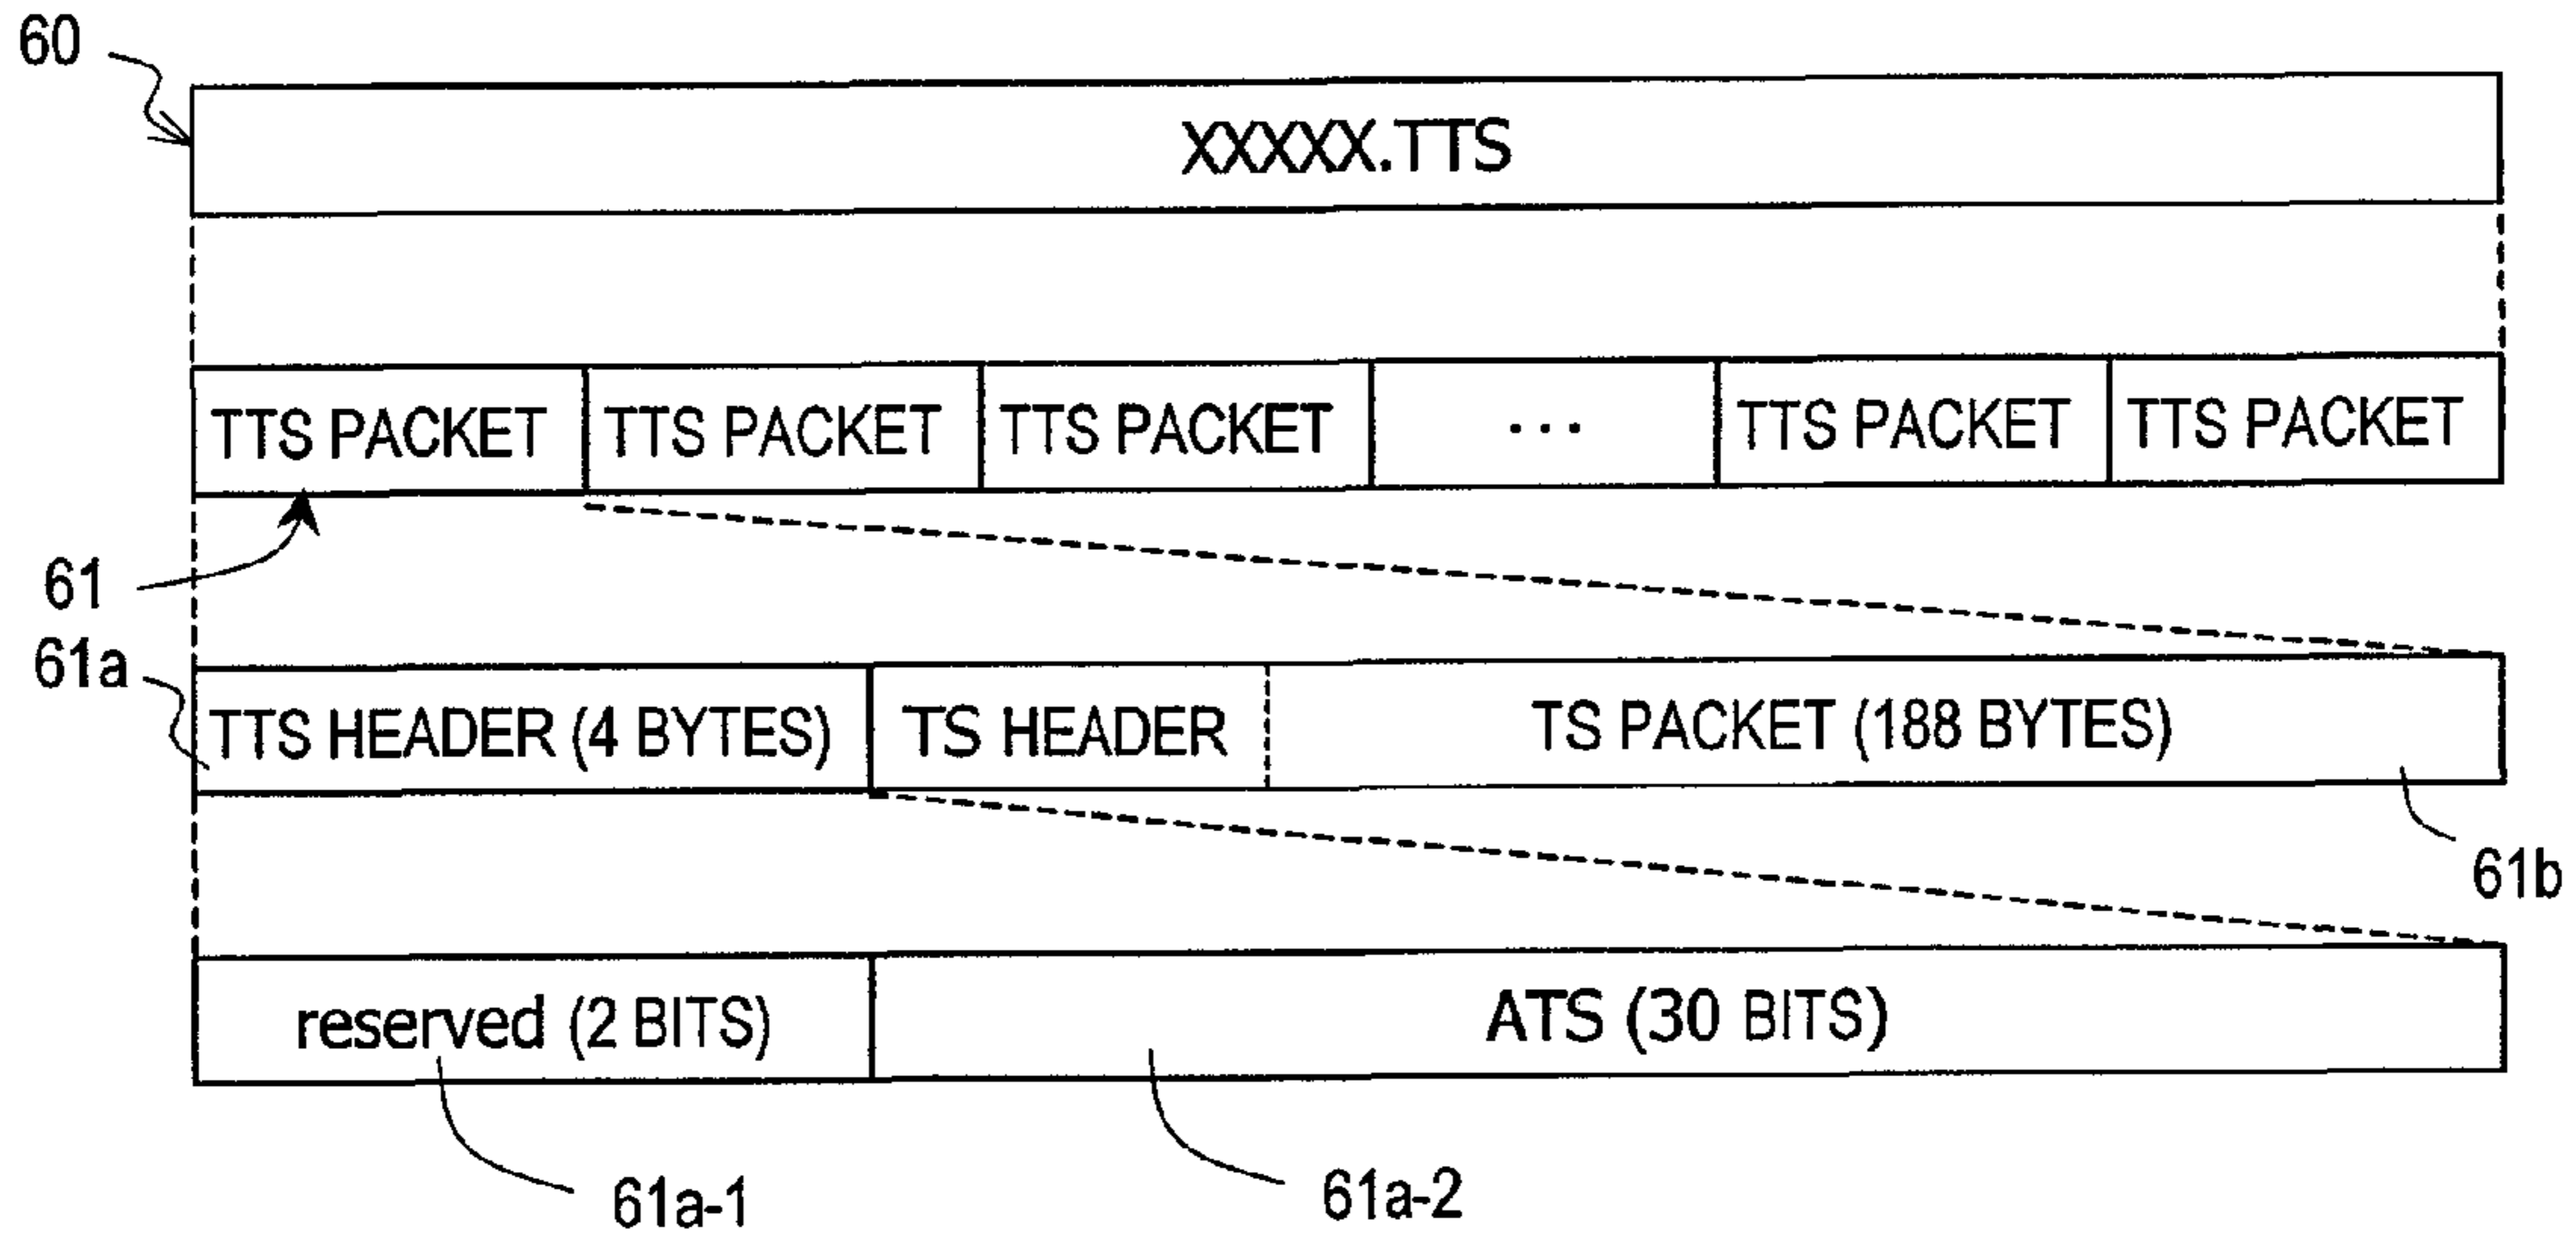 60
XXXXX.TTS
TTS PACKET TTS PACKET TTS PACKET ... TTS PACKET TTS PACKET
61
61a
TTS HEADER (4 BYTES) TS HEADER TS PACKET (188 BYTES)
61b
reserved (2 BITS) ATS (30 BITS)
61a-1 61a-2